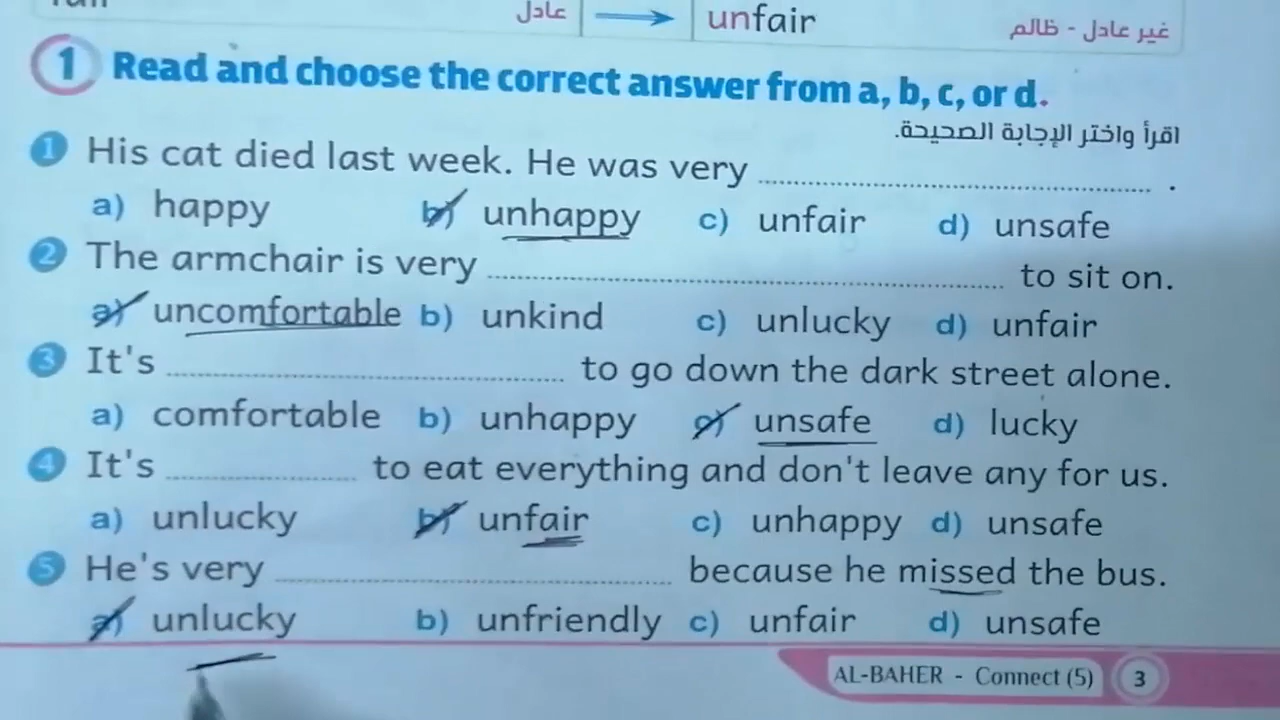 عادل unfair غير عادل - ظالم
1 Read and choose the correct answer from a, b, c, or d.
اقرأ واختر الإجابة الصحيحة.
1 His cat died last week. He was very .................... .
a) happy b) unhappy c) unfair d) unsafe
2 The armchair is very .................... to sit on.
a) uncomfortable b) unkind c) unlucky d) unfair
3 It's .................... to go down the dark street alone.
a) comfortable b) unhappy c) unsafe d) lucky
4 It's .................... to eat everything and don't leave any for us.
a) unlucky b) unfair c) unhappy d) unsafe
5 He's very .................... because he missed the bus.
a) unlucky b) unfriendly c) unfair d) unsafe
AL-BAHER - Connect (5) 3